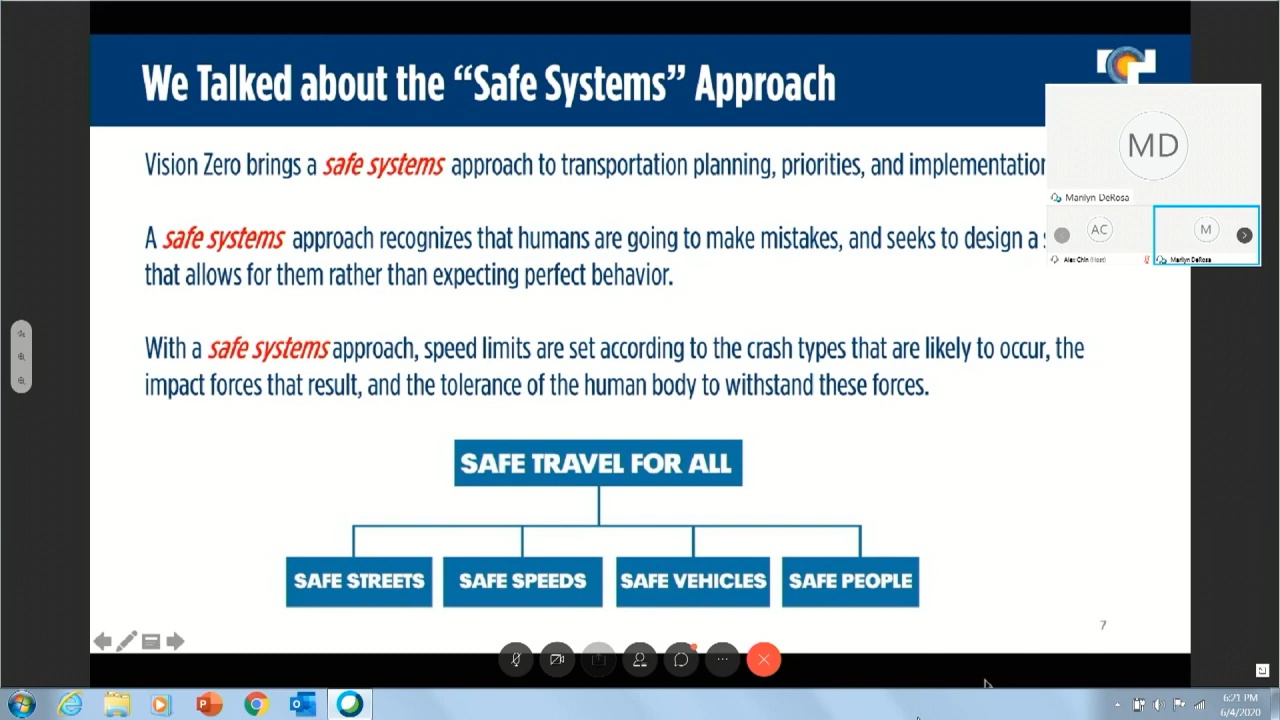 We Talked about the “Safe Systems” Approach
Vision Zero brings a safe systems approach to transportation planning, priorities, and implementation
A safe systems approach recognizes that humans are going to make mistakes, and seeks to design a
that allows for them rather than expecting perfect behavior.
With a safe systems approach, speed limits are set according to the crash types that are likely to occur, the
impact forces that result, and the tolerance of the human body to withstand these forces.
SAFE TRAVEL FOR ALL
SAFE STREETS
SAFE SPEEDS
SAFE VEHICLES
SAFE PEOPLE
7
MD
Marilyn DeRosa
AC
M
Alex Chin (Host)
Marilyn DeRosa
6:21 PM
6/4/2020